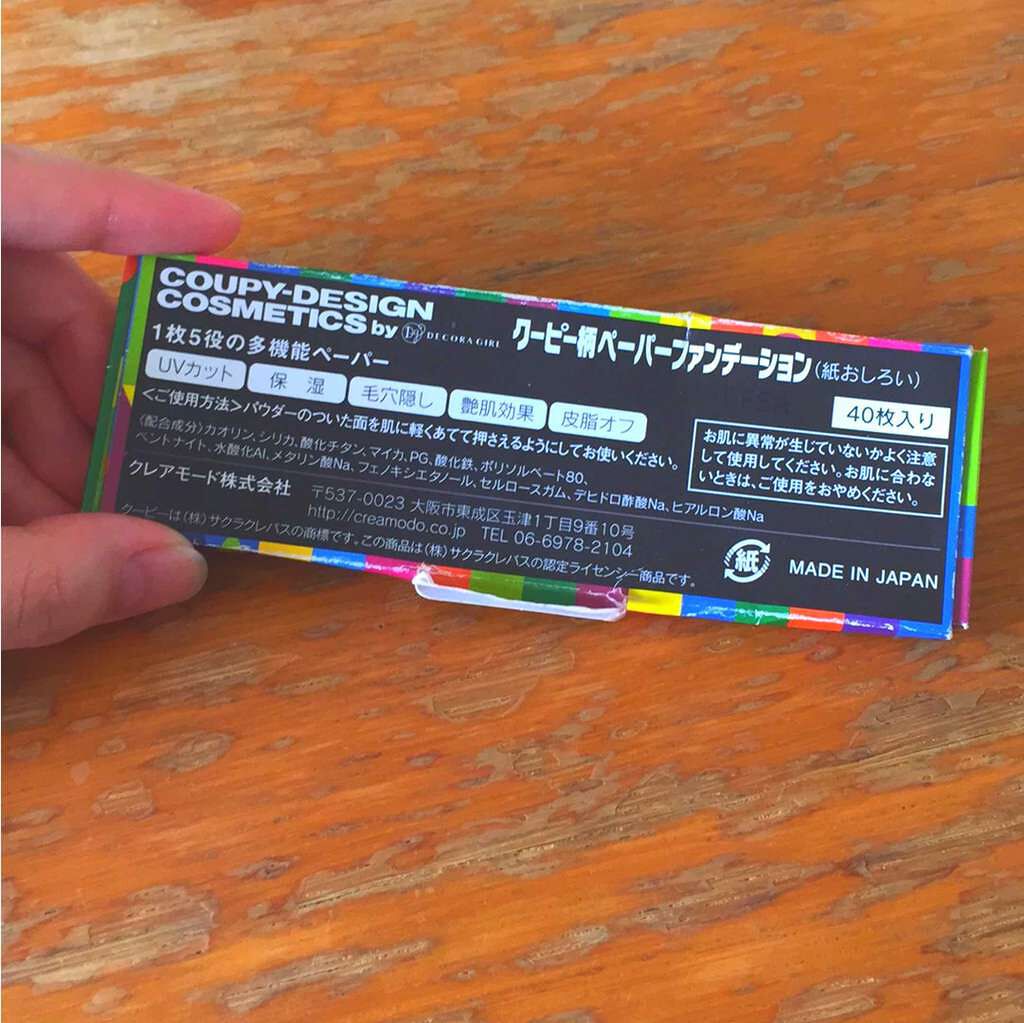 COUPY-DESIGN
COSMETICS by DECORA GIRL
クーピー柄ペーパーファンデーション(紙おしろい)
1枚5役の多機能ペーパー
UVカット 保 湿 毛穴隠し 艶肌効果 皮脂オフ
40枚入り
<ご使用方法>パウダーのついた面を肌に軽くあてて押さえるようにしてお使いください。
〈配合成分〉カオリン、シリカ、酸化チタン、マイカ、PG、酸化鉄、ポリソルベート80、
ベントナイト、水酸化Al、メタリン酸Na、フェノキシエタノール、セルロースガム、デヒドロ酢酸Na、ヒアルロン酸Na
お肌に異常が生じていないかよく注意
して使用してください。お肌に合わな
いときは、ご使用をおやめください。
クレアモード株式会社
〒537-0023 大阪市東成区玉津1丁目9番10号
http://creamodo.co.jp TEL 06-6978-2104
クーピーは(株)サクラクレパスの商標です。この商品は(株)サクラクレパスの認定ライセンシー商品です。
紙
MADE IN JAPAN